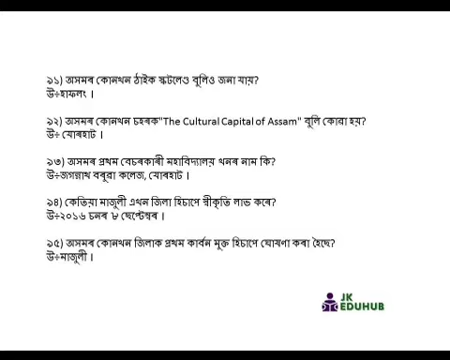 ৯১) অসমৰ কোনখন ঠাইক স্কটলেণ্ড বুলিও জনা যায়?
উ÷হাফলং ।
৯২) অসমৰ কোনখন চহৰক"The Cultural Capital of Assam" বুলি কোৱা হয়?
উ÷ যোৰহাট ।
৯৩) অসমৰ প্ৰথম বেচৰকাৰী মহাবিদ্যালয় খনৰ নাম কি?
উ÷জগন্নাথ বৰুৱা কলেজ, যোৰহাট ।
৯৪) কেতিয়া মাজুলী এখন জিলা হিচাপে স্বীকৃতি লাভ কৰে?
উ÷২০১৬ চনৰ ৮ ছেপ্টেম্বৰ ।
৯৫) অসমৰ কোনখন জিলাক প্ৰথম কাৰ্বন মুক্ত হিচাপে ঘোষণা কৰা হৈছে?
উ÷মাজুলী ।
JK
EDUHUB